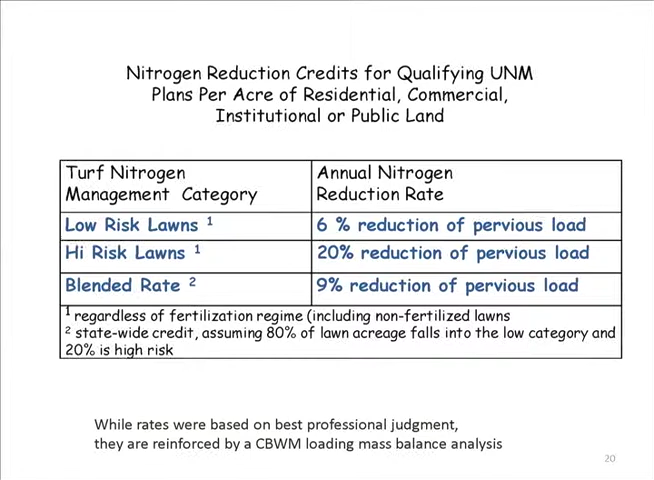 Nitrogen Reduction Credits for Qualifying UNM
Plans Per Acre of Residential, Commercial,
Institutional or Public Land
Turf Nitrogen
Management Category
Annual Nitrogen
Reduction Rate
Low Risk Lawns ¹
6 % reduction of pervious load
Hi Risk Lawns ¹
20% reduction of pervious load
Blended Rate ²
9% reduction of pervious load
¹ regardless of fertilization regime (including non-fertilized lawns
² state-wide credit, assuming 80% of lawn acreage falls into the low category and
20% is high risk
While rates were based on best professional judgment,
they are reinforced by a CBWM loading mass balance analysis
20